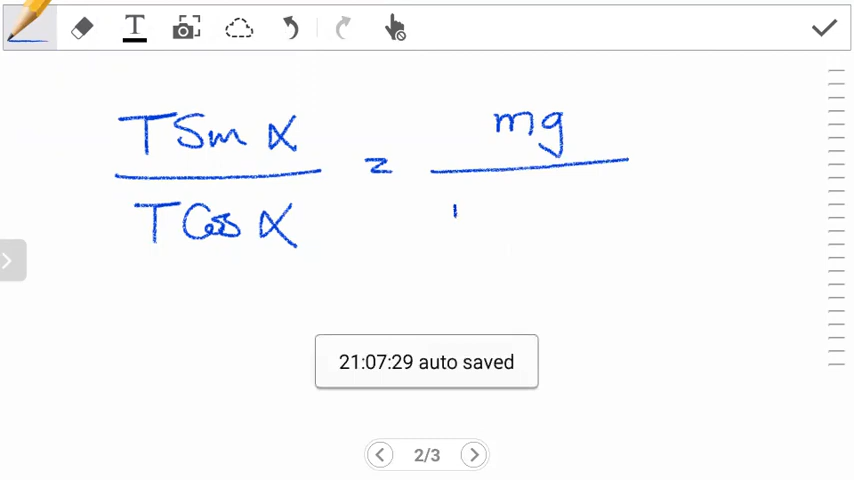 T
T Sin α / T Cos α = mg /
21:07:29 auto saved
2/3